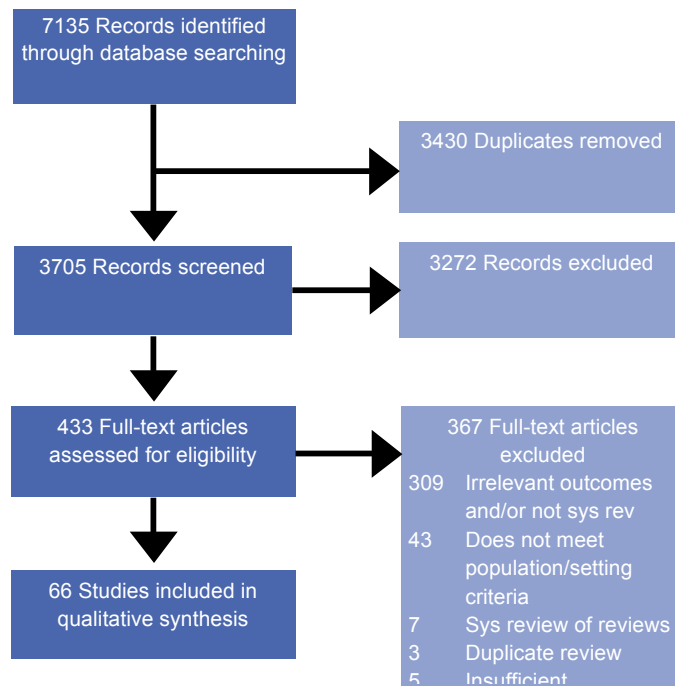 7135 Records identified
through database searching
3430 Duplicates removed
3705 Records screened
3272 Records excluded
433 Full-text articles
assessed for eligibility
367 Full-text articles
excluded
309 Irrelevant outcomes
and/or not sys rev
43 Does not meet
population/setting
criteria
7 Sys review of reviews
3 Duplicate review
5 Insufficient
66 Studies included in
qualitative synthesis